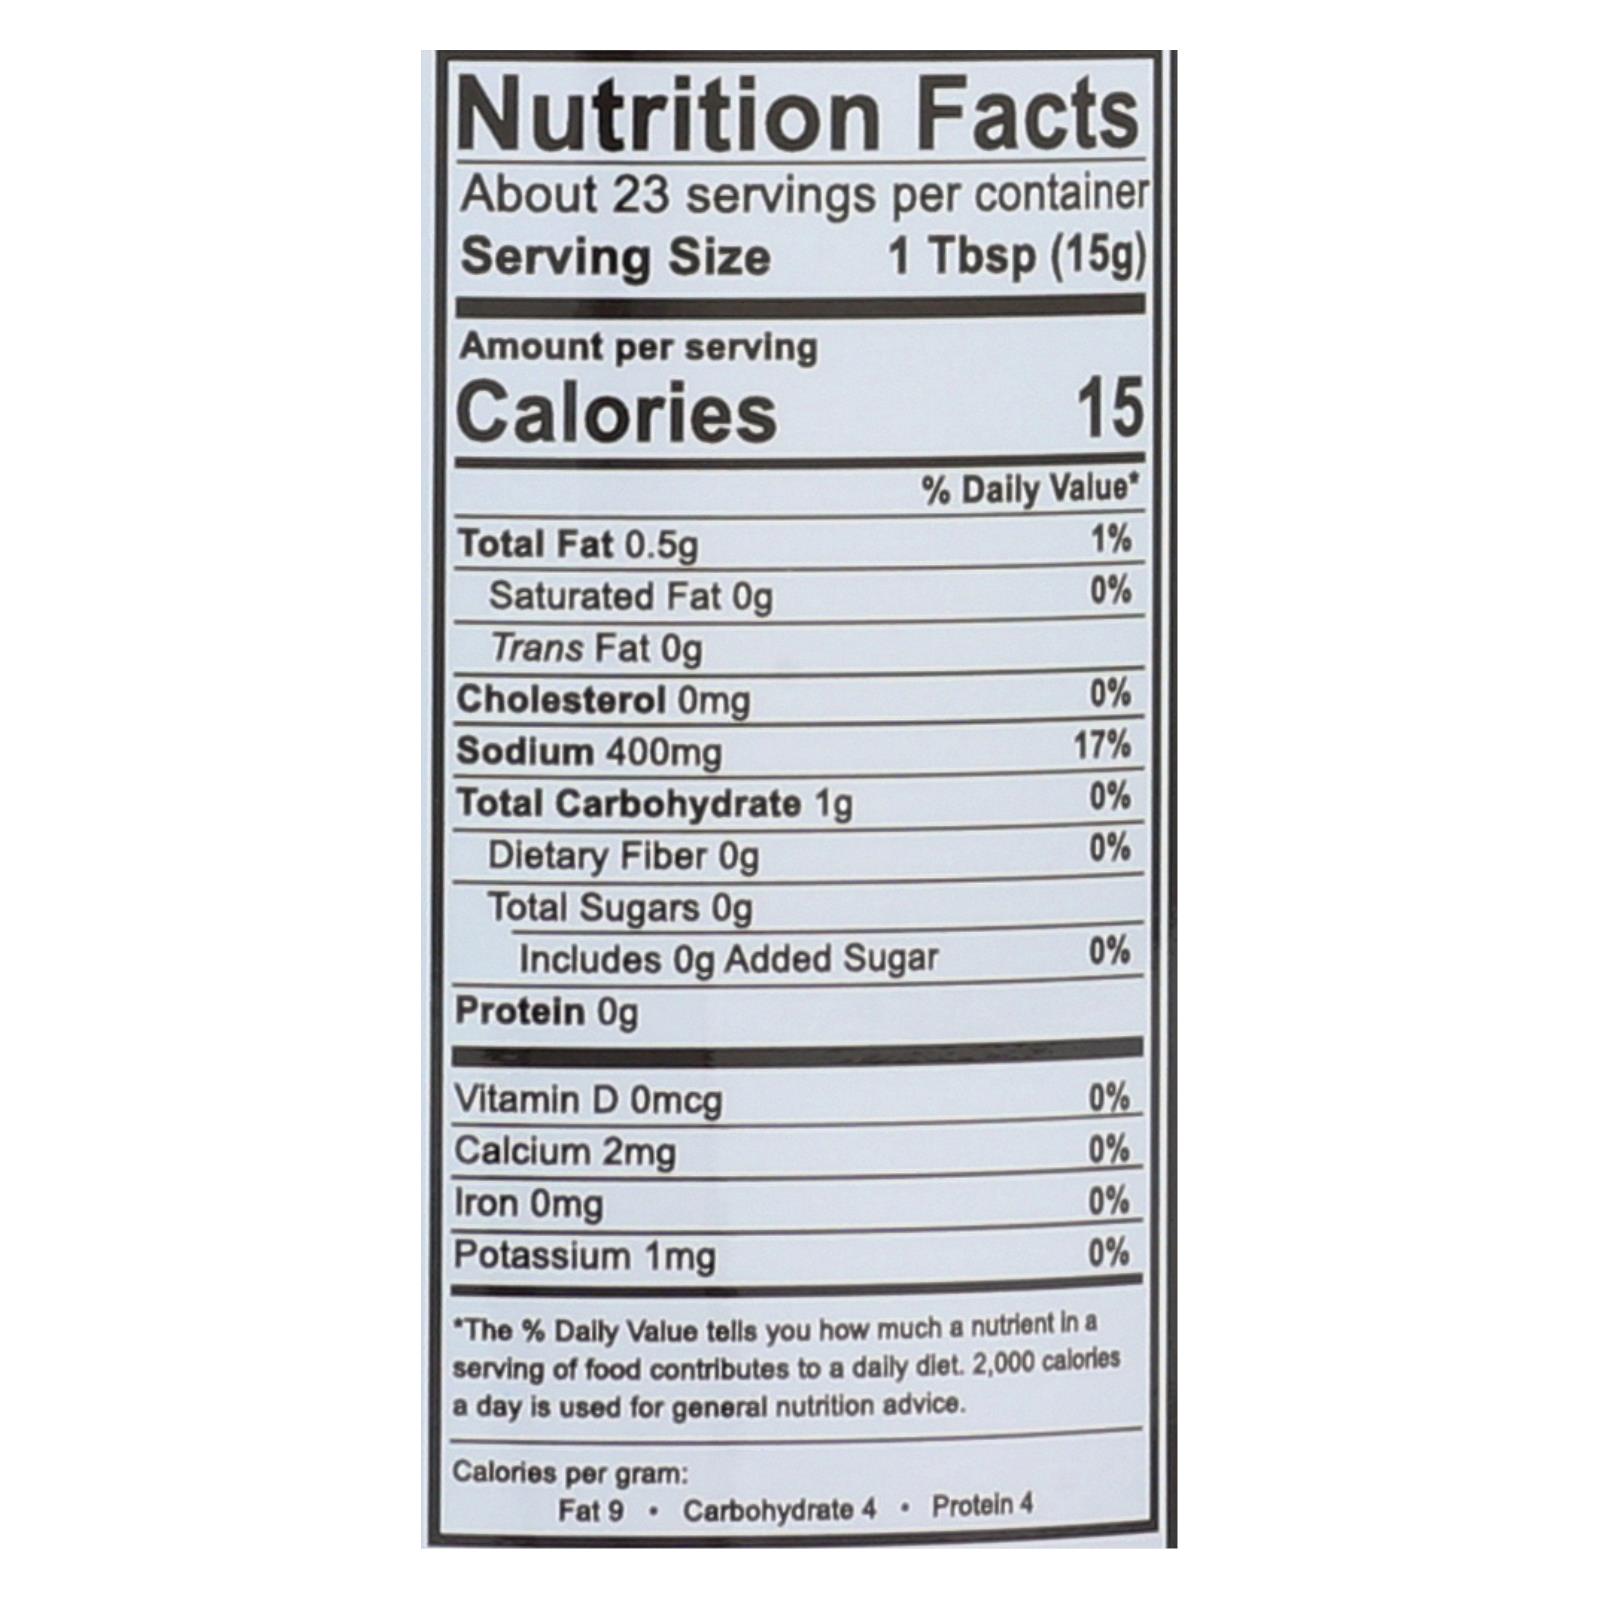 Nutrition Facts
About 23 servings per container
Serving Size 1 Tbsp (15g)
Amount per serving
Calories 15
% Daily Value*
Total Fat 0.5g 1%
Saturated Fat 0g 0%
Trans Fat 0g
Cholesterol 0mg 0%
Sodium 400mg 17%
Total Carbohydrate 1g 0%
Dietary Fiber 0g 0%
Total Sugars 0g
Includes 0g Added Sugar 0%
Protein 0g
Vitamin D 0mcg 0%
Calcium 2mg 0%
Iron 0mg 0%
Potassium 1mg 0%
*The % Daily Value tells you how much a nutrient in a
serving of food contributes to a daily diet. 2,000 calories
a day is used for general nutrition advice.
Calories per gram:
Fat 9 • Carbohydrate 4 • Protein 4